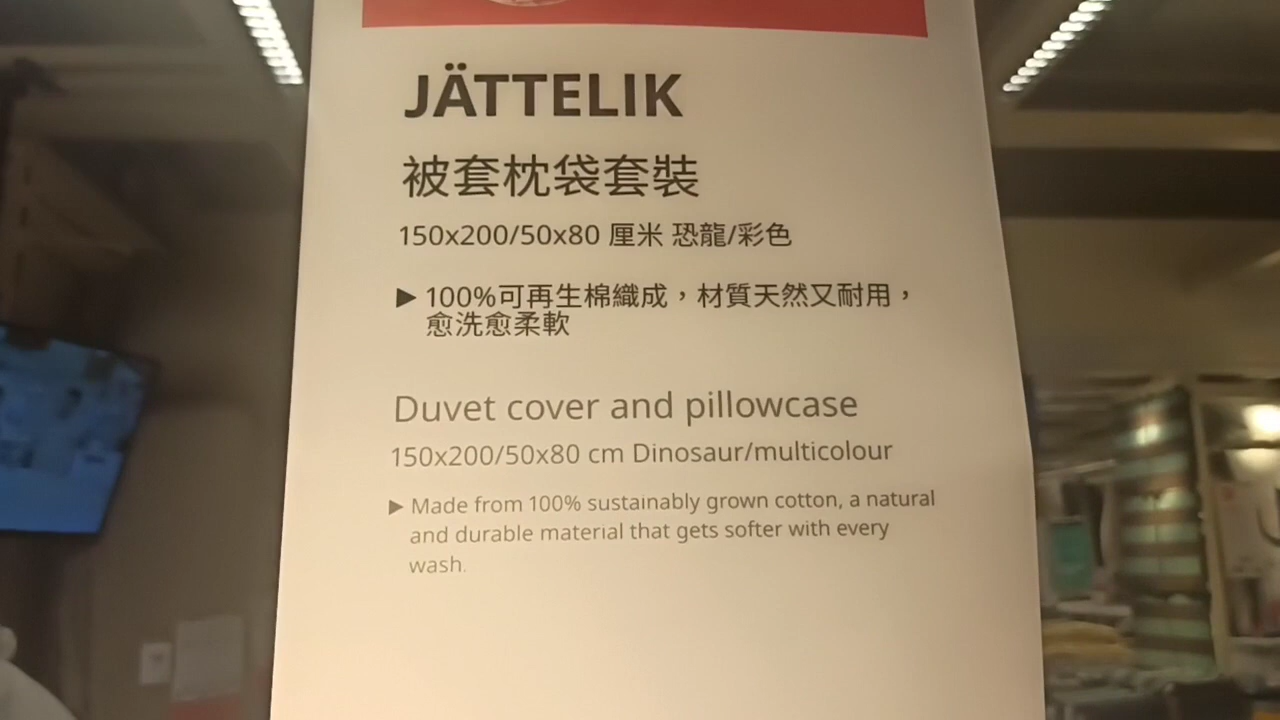 JÄTTELIK
被套枕袋套裝
150x200/50x80 厘米 恐龍/彩色
▶ 100%可再生棉織成，材質天然又耐用，
愈洗愈柔軟
Duvet cover and pillowcase
150x200/50x80 cm Dinosaur/multicolour
▶ Made from 100% sustainably grown cotton, a natural
and durable material that gets softer with every
wash.